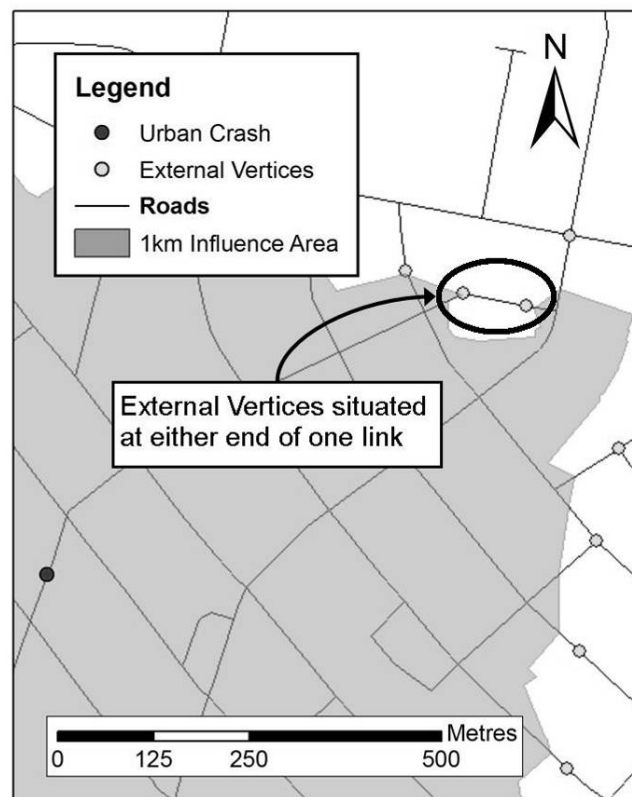 N
Legend
Urban Crash
External Vertices
Roads
1km Influence Area
External Vertices situated
at either end of one link
Metres
0 125 250 500